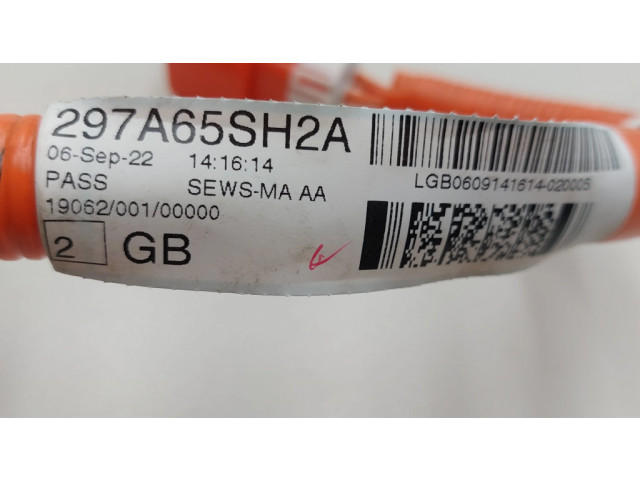 297A65SH2A
06-Sep-22 14:16:14
PASS SEWS-MA AA
19062/001/00000
2 GB
LGB0609141614-020005